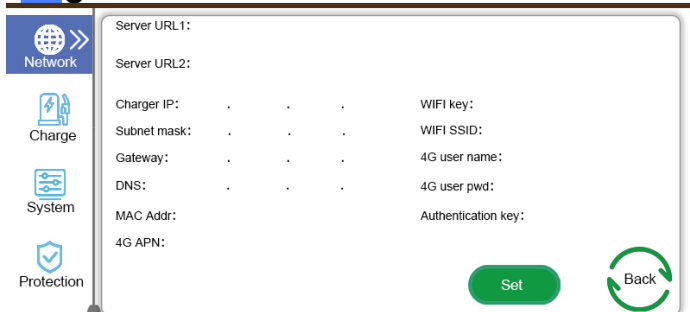 Network
Charge
System
Protection
Server URL1:
Server URL2:
Charger IP: . . . WIFI key:
Subnet mask: . . . WIFI SSID:
Gateway: . . . 4G user name:
DNS: . . . 4G user pwd:
MAC Addr: Authentication key:
4G APN:
Set
Back